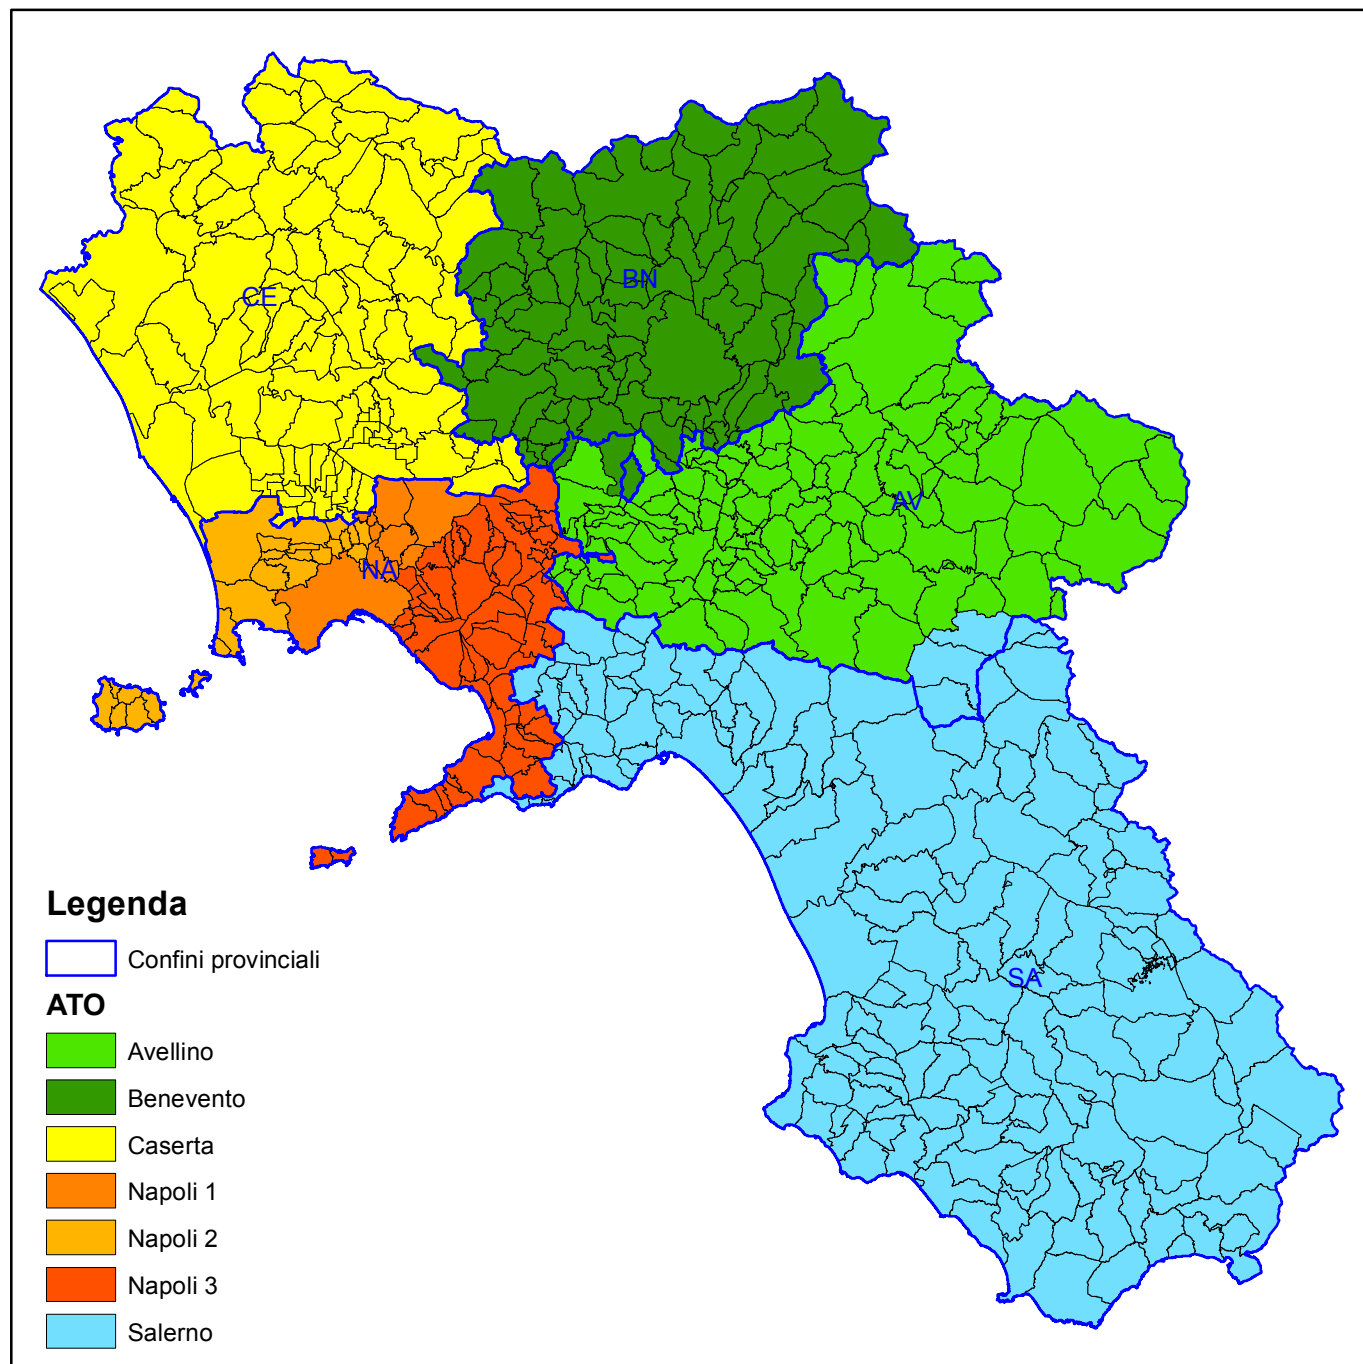 BN
CE
AV
NA
SA
Legenda
Confini provinciali
ATO
Avellino
Benevento
Caserta
Napoli 1
Napoli 2
Napoli 3
Salerno